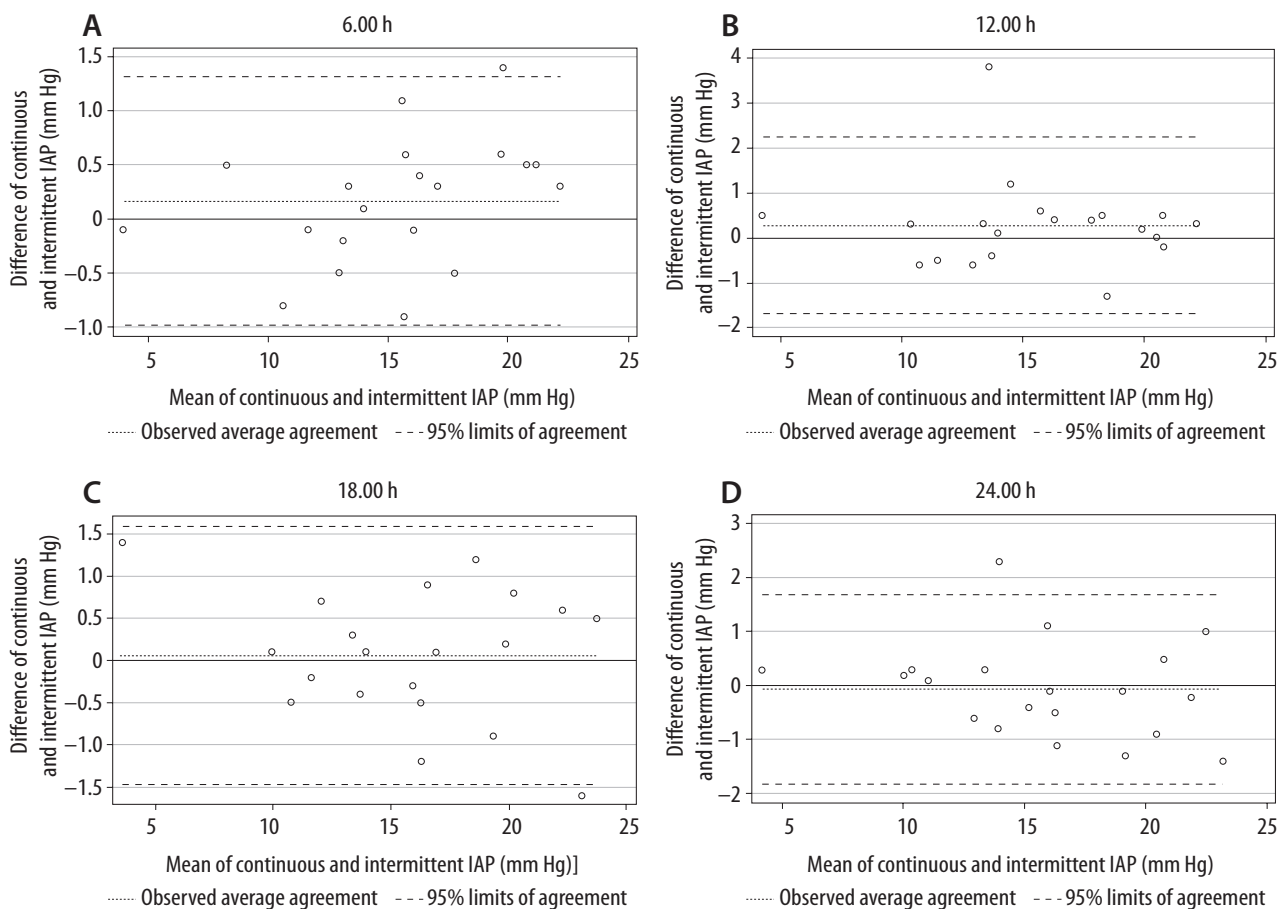 A
6.00 h
Difference of continuous
and intermittent IAP (mm Hg)
1.5
1.0
0.5
0
−0.5
−1.0
5 10 15 20 25
Mean of continuous and intermittent IAP (mm Hg)
Observed average agreement 95% limits of agreement
B
12.00 h
Difference of continuous
and intermittent IAP (mm Hg)
4
3
2
1
0
−1
−2
5 10 15 20 25
Mean of continuous and intermittent IAP (mm Hg)
Observed average agreement 95% limits of agreement
C
18.00 h
Difference of continuous
and intermittent IAP (mm Hg)
1.5
1.0
0.5
0
−0.5
−1.0
−1.5
5 10 15 20 25
Mean of continuous and intermittent IAP (mm Hg)]
Observed average agreement 95% limits of agreement
D
24.00 h
Difference of continuous
and intermittent IAP (mm Hg)
3
2
1
0
−1
−2
5 10 15 20 25
Mean of continuous and intermittent IAP (mm Hg)
Observed average agreement 95% limits of agreement